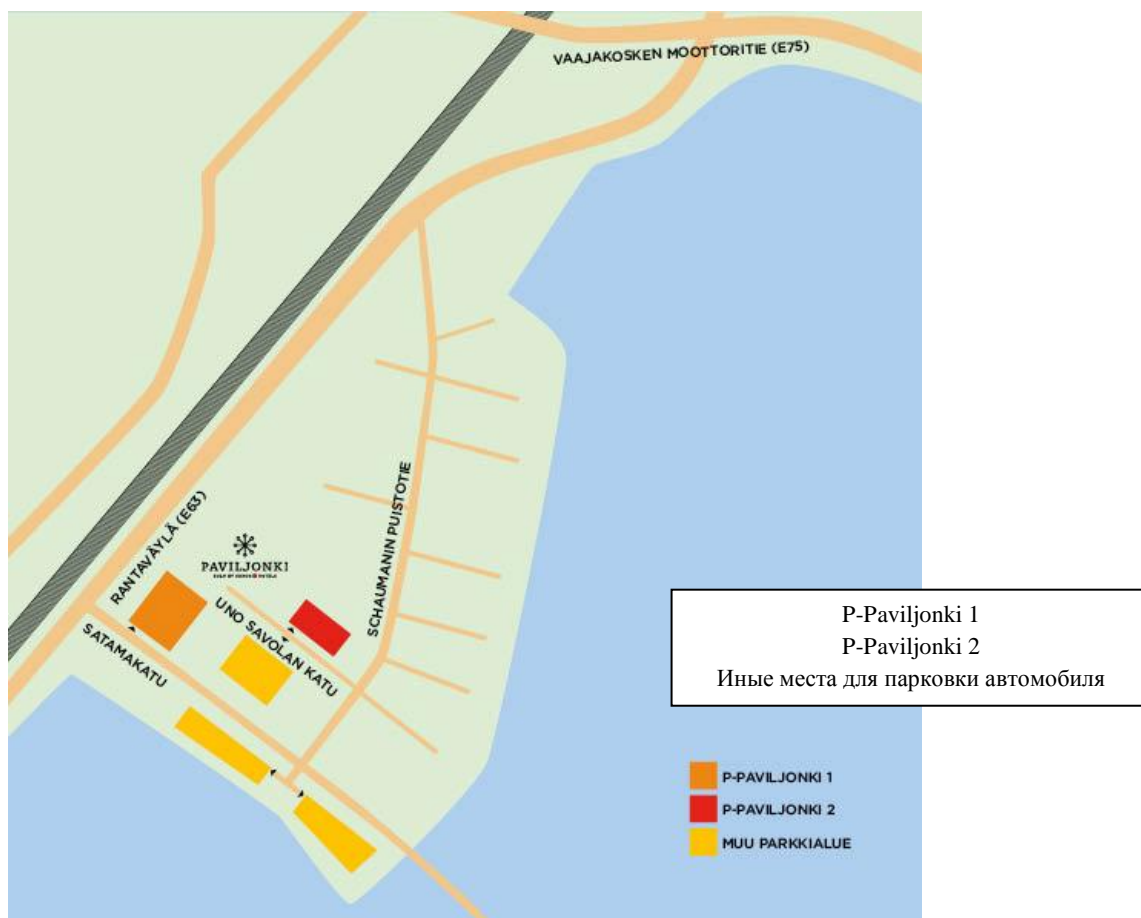 VAAJAKOSKEN MOOTTORITIE (E75)
RANTAVÄYLÄ (E63)
PAVILJONKI
SCHAUMANIN PUISTOTIE
UNO SAVOLAN KATU
SATAMAKATU
P-Paviljonki 1
P-Paviljonki 2
Иные места для парковки автомобиля
P-PAVILJONKI 1
P-PAVILJONKI 2
MUU PARKKIALUE